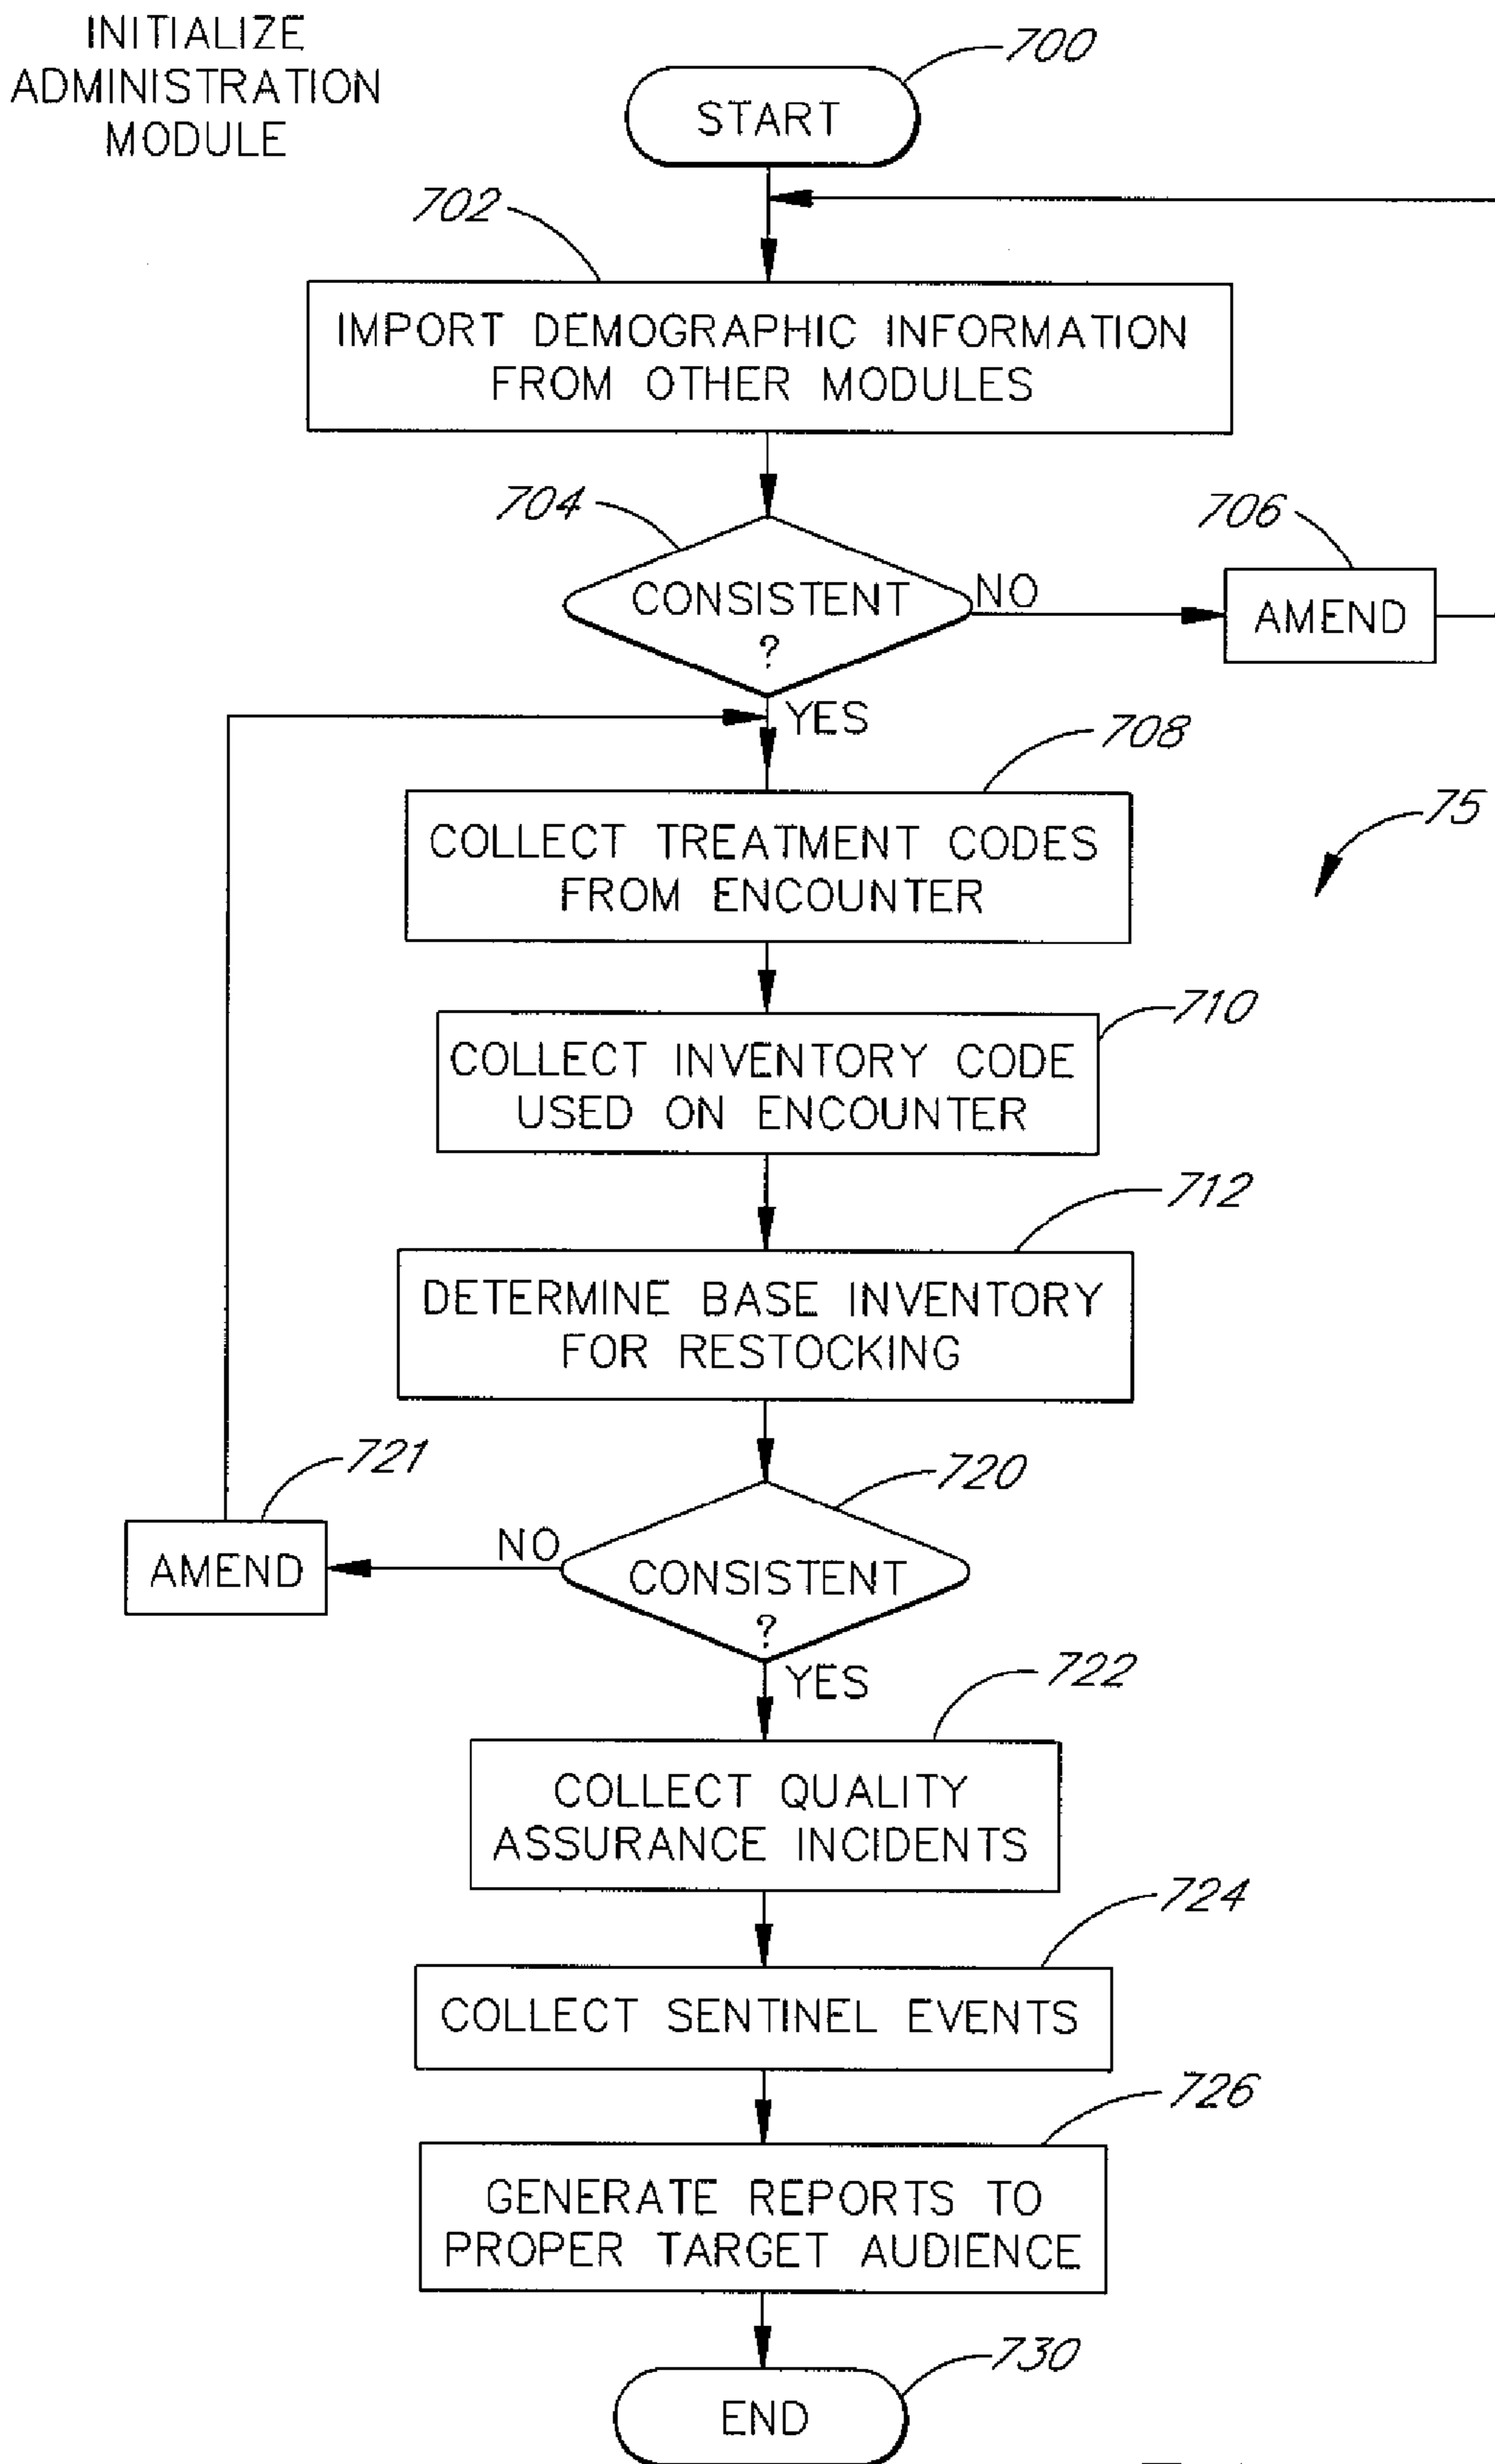 INITIALIZE
ADMINISTRATION
MODULE
700
START
702
IMPORT DEMOGRAPHIC INFORMATION
FROM OTHER MODULES
704
706
CONSISTENT
?
NO
AMEND
YES
708
COLLECT TREATMENT CODES
FROM ENCOUNTER
75
710
COLLECT INVENTORY CODE
USED ON ENCOUNTER
712
DETERMINE BASE INVENTORY
FOR RESTOCKING
721
720
AMEND
NO
CONSISTENT
?
YES
722
COLLECT QUALITY
ASSURANCE INCIDENTS
724
COLLECT SENTINEL EVENTS
726
GENERATE REPORTS TO
PROPER TARGET AUDIENCE
730
END